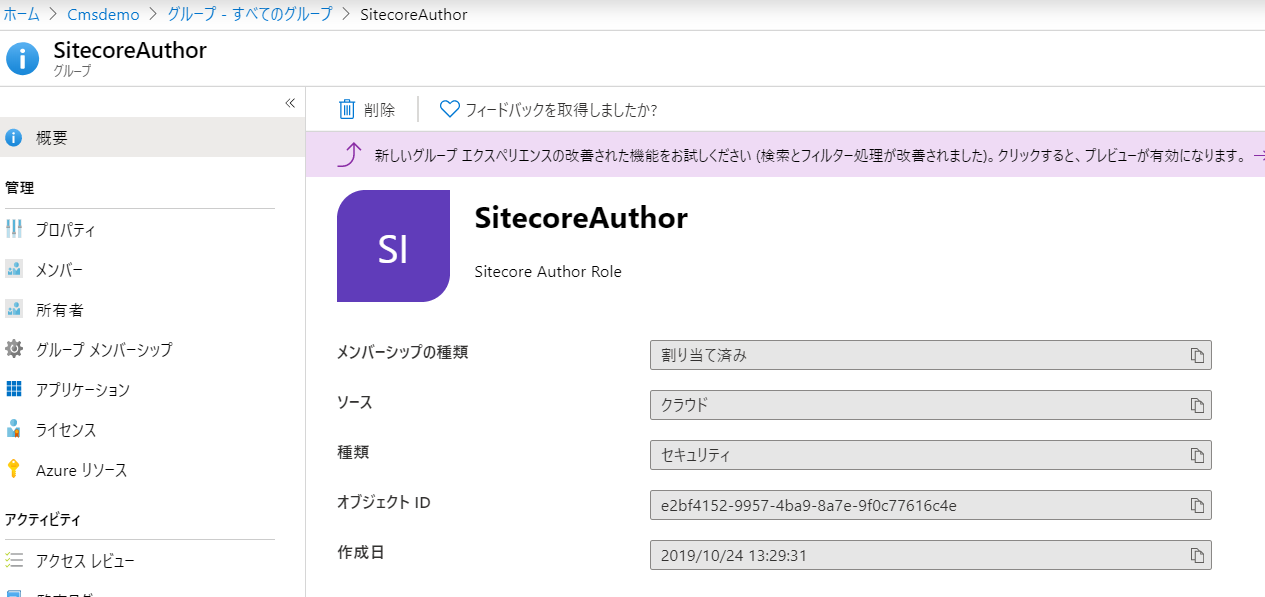 ホーム > Cmsdemo > グループ - すべてのグループ > SitecoreAuthor
SitecoreAuthor
グループ
«
概要
管理
プロパティ
メンバー
所有者
グループ メンバーシップ
アプリケーション
ライセンス
Azure リソース
アクティビティ
アクセス レビュー
削除
フィードバックを取得しましたか?
新しいグループ エクスペリエンスの改善された機能をお試しください (検索とフィルター処理が改善されました)。クリックすると、プレビューが有効になります。 →
SI
SitecoreAuthor
Sitecore Author Role
メンバーシップの種類 割り当て済み
ソース クラウド
種類 セキュリティ
オブジェクト ID e2bf4152-9957-4ba9-8a7e-9f0c77616c4e
作成日 2019/10/24 13:29:31